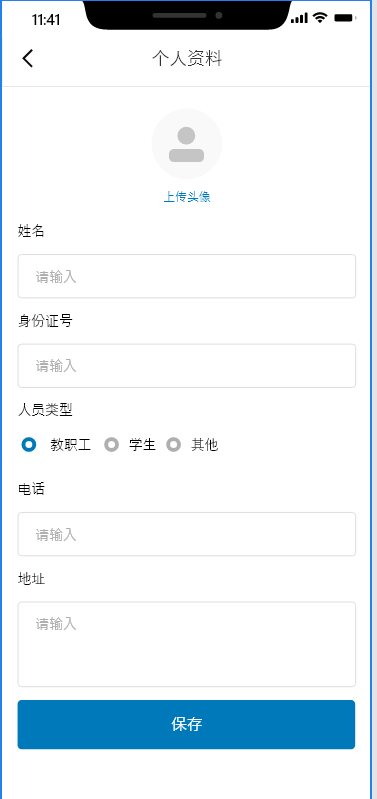 11:41
个人资料
上传头像
姓名
请输入
身份证号
请输入
人员类型
教职工 学生 其他
电话
请输入
地址
请输入
保存